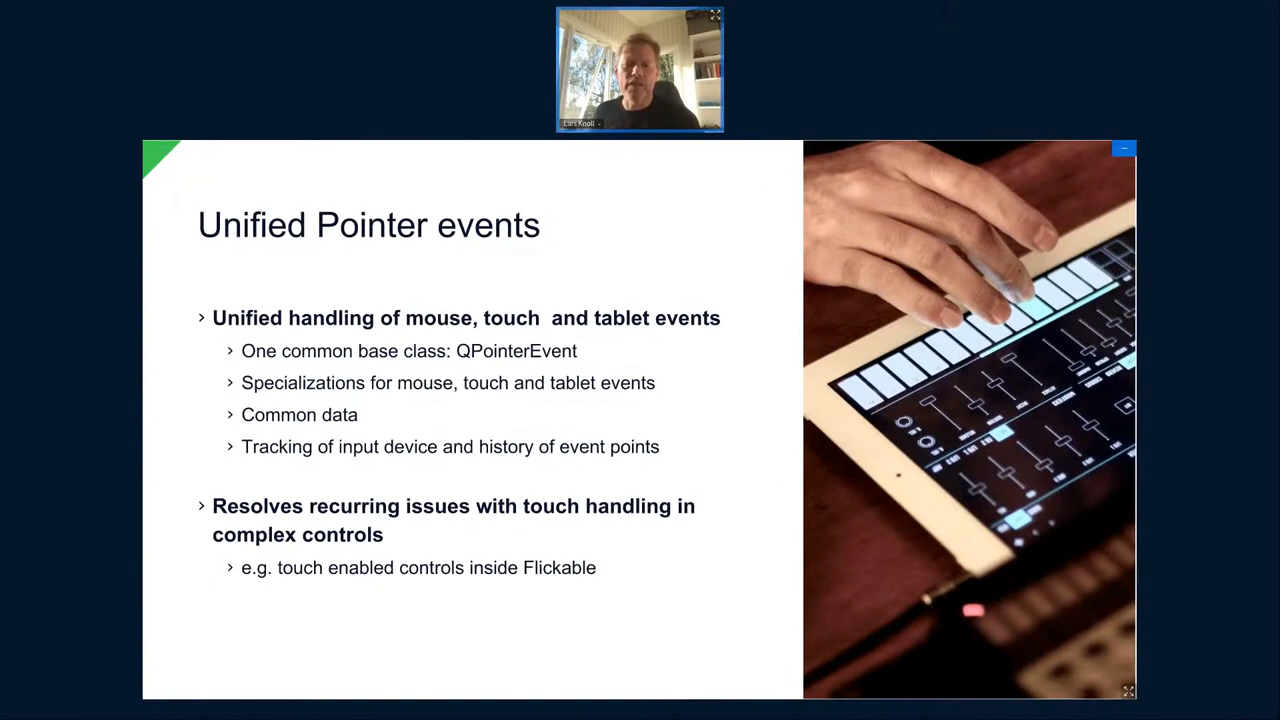 Lars Knoll
Unified Pointer events
› Unified handling of mouse, touch and tablet events
› One common base class: QPointerEvent
› Specializations for mouse, touch and tablet events
› Common data
› Tracking of input device and history of event points
› Resolves recurring issues with touch handling in
complex controls
› e.g. touch enabled controls inside Flickable